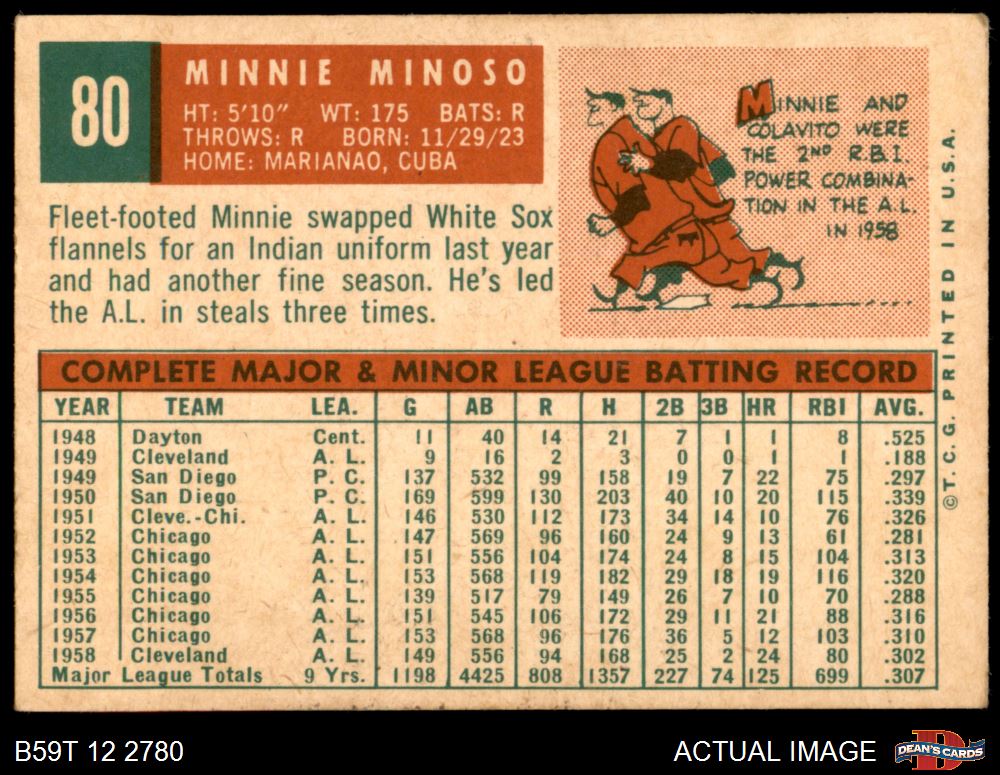 80
MINNIE MINOSO
HT: 5'10" WT: 175 BATS: R
THROWS: R BORN: 11/29/23
HOME: MARIANAO, CUBA
Fleet-footed Minnie swapped White Sox
flannels for an Indian uniform last year
and had another fine season. He's led
the A.L. in steals three times.
MINNIE AND
COLAVITO WERE
THE 2ND R.B.I.
POWER COMBINA-
TION IN THE A.L.
IN 1958
COMPLETE MAJOR & MINOR LEAGUE BATTING RECORD
YEAR TEAM LEA. G AB R H 2B 3B HR RBI AVG.
1948 Dayton Cent. 11 40 14 21 7 1 1 8 .525
1949 Cleveland A. L. 9 16 2 3 0 0 1 1 .188
1949 San Diego P. C. 137 532 99 158 19 7 22 75 .297
1950 San Diego P. C. 169 599 130 203 40 10 20 115 .339
1951 Cleve.-Chi. A. L. 146 530 112 173 34 14 10 76 .326
1952 Chicago A. L. 147 569 96 160 24 9 13 61 .281
1953 Chicago A. L. 151 556 104 174 24 8 15 104 .313
1954 Chicago A. L. 153 568 119 182 29 18 19 116 .320
1955 Chicago A. L. 139 517 79 149 26 7 10 70 .288
1956 Chicago A. L. 151 545 106 172 29 11 21 88 .316
1957 Chicago A. L. 153 568 96 176 36 5 12 103 .310
1958 Cleveland A. L. 149 556 94 168 25 2 24 80 .302
Major League Totals 9 Yrs. 1198 4425 808 1357 227 74 125 699 .307
© T. C. G. PRINTED IN U.S.A.
B59T 12 2780
ACTUAL IMAGE
D
DEAN'S CARDS